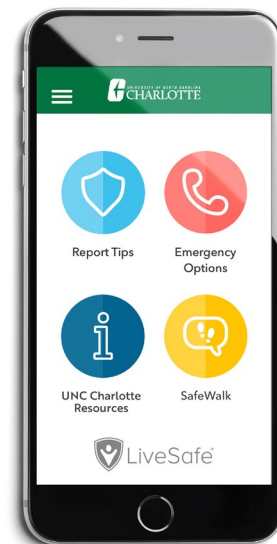 UNIVERSITY OF NORTH CAROLINA
CHARLOTTE
Report Tips
Emergency
Options
UNC Charlotte
Resources
SafeWalk
LiveSafe